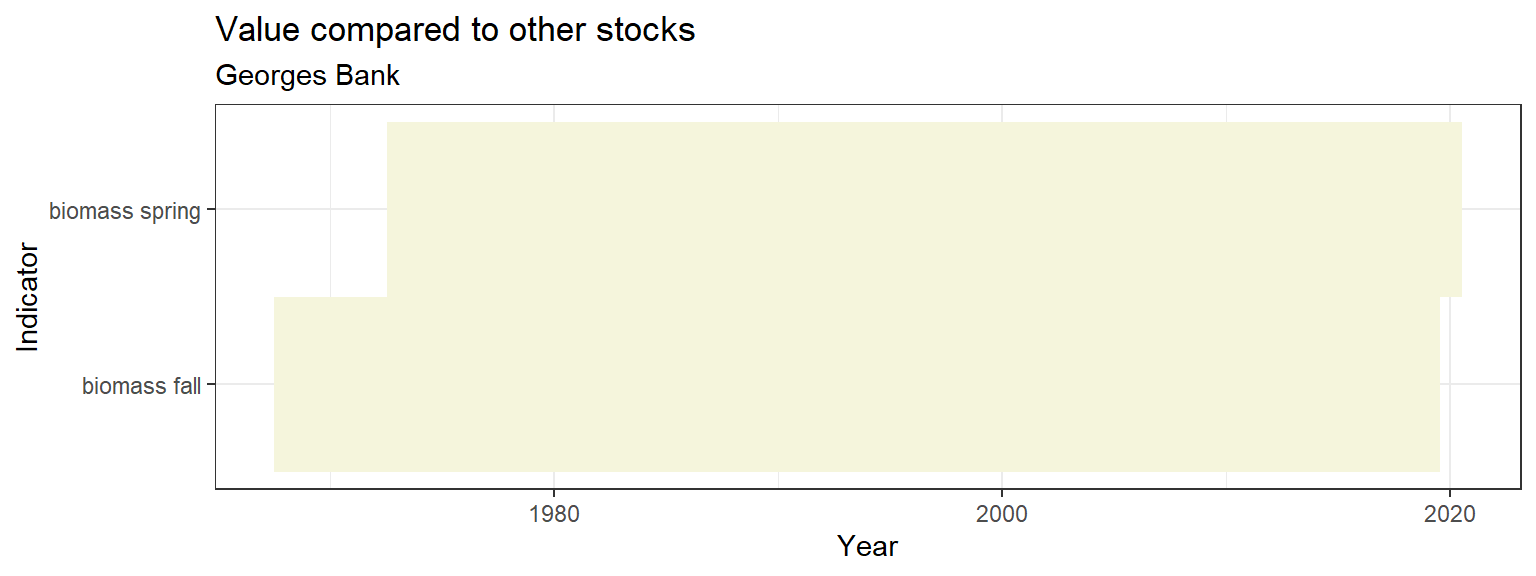 Value compared to other stocks
Georges Bank
Indicator
biomass spring
biomass fall
1980 2000 2020
Year